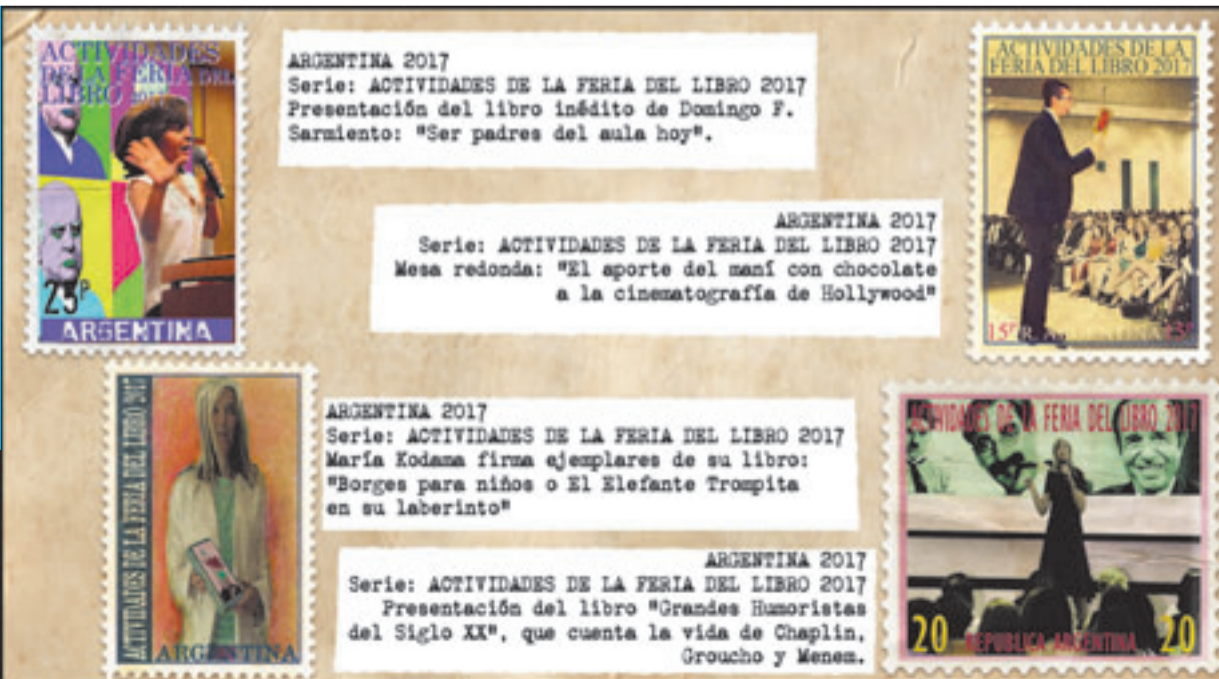 ACTIVIDADES
DE LA FERIA DEL
LIBRO 2017
25P
ARGENTINA
ARGENTINA 2017
Serie: ACTIVIDADES DE LA FERIA DEL LIBRO 2017
Presentación del libro inédito de Domingo F.
Sarmiento: "Ser padres del aula hoy".
ACTIVIDADES DE LA
FERIA DEL LIBRO 2017
15P R. 15P
ARGENTINA 2017
Serie: ACTIVIDADES DE LA FERIA DEL LIBRO 2017
Mesa redonda: "El aporte del maní con chocolate
a la cinematografía de Hollywood"
ACTIVIDADES DE LA FERIA DEL LIBRO 2017
ARGENTINA
ARGENTINA 2017
Serie: ACTIVIDADES DE LA FERIA DEL LIBRO 2017
María Kodama firma ejemplares de su libro:
"Borges para niños o El Elefante Trompita
en su laberinto"
ACTIVIDADES DE LA FERIA DEL LIBRO 2017
20 REPUBLICA ARGENTINA 20
ARGENTINA 2017
Serie: ACTIVIDADES DE LA FERIA DEL LIBRO 2017
Presentación del libro "Grandes Humoristas
del Siglo XX", que cuenta la vida de Chaplin,
Groucho y Menem.